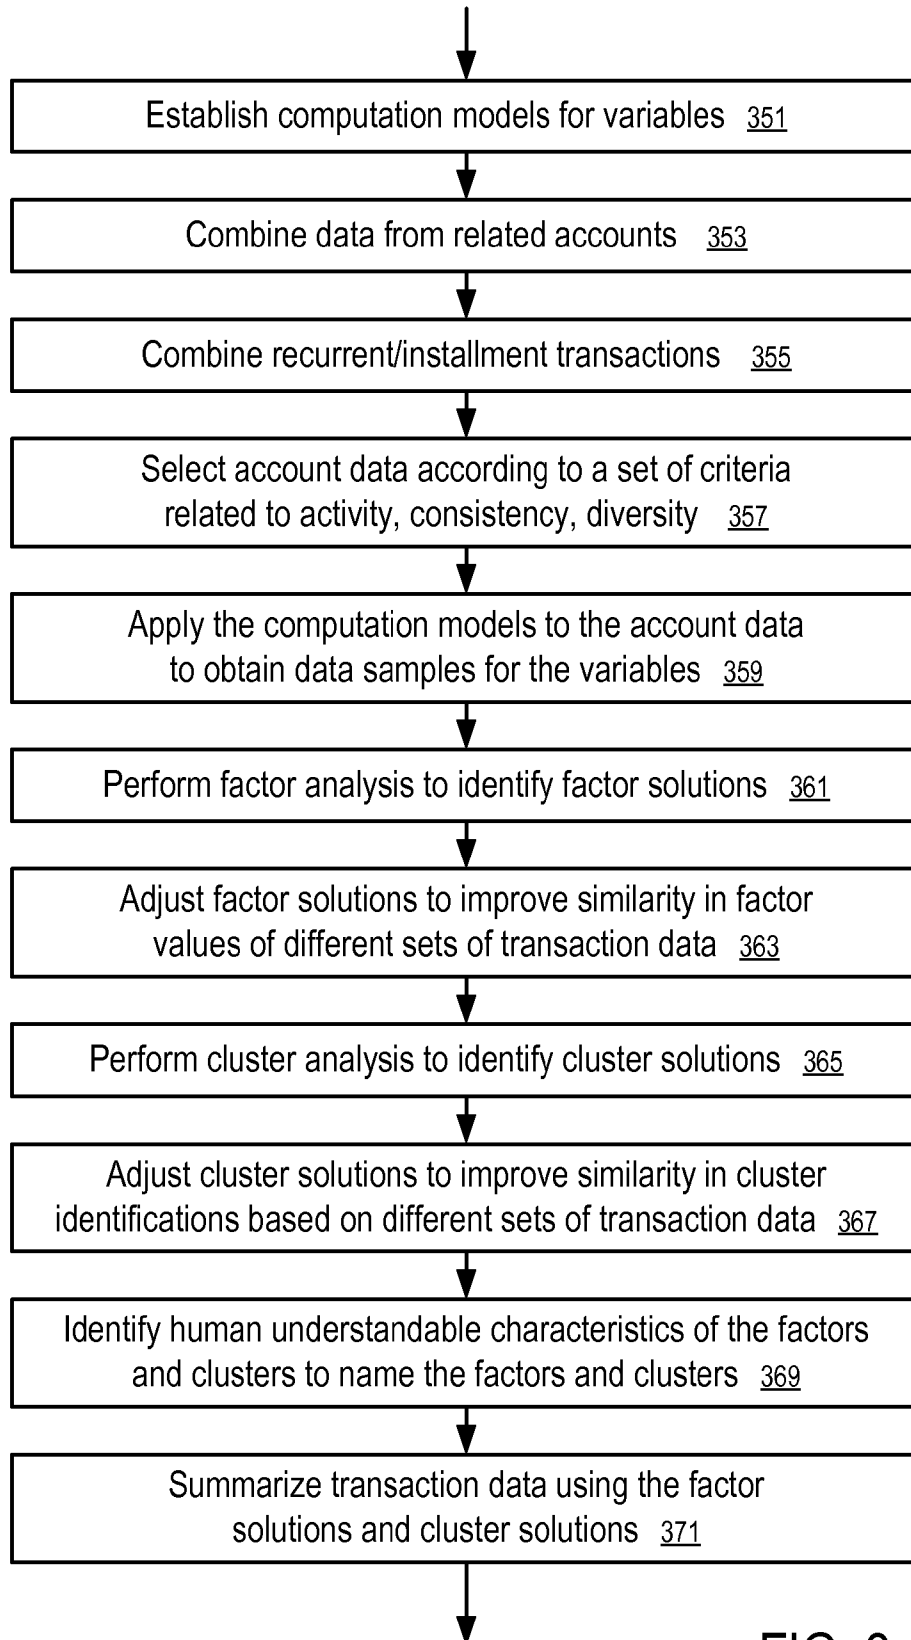 Establish computation models for variables 351
Combine data from related accounts 353
Combine recurrent/installment transactions 355
Select account data according to a set of criteria
related to activity, consistency, diversity 357
Apply the computation models to the account data
to obtain data samples for the variables 359
Perform factor analysis to identify factor solutions 361
Adjust factor solutions to improve similarity in factor
values of different sets of transaction data 363
Perform cluster analysis to identify cluster solutions 365
Adjust cluster solutions to improve similarity in cluster
identifications based on different sets of transaction data 367
Identify human understandable characteristics of the factors
and clusters to name the factors and clusters 369
Summarize transaction data using the factor
solutions and cluster solutions 371
FIG.